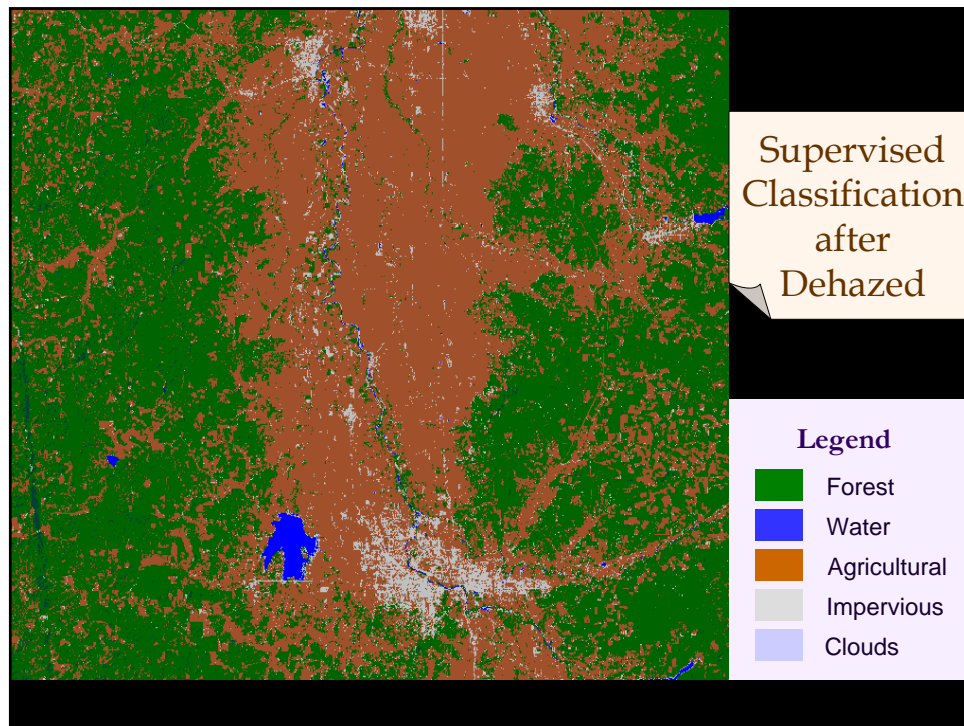 Supervised
Classification
after
Dehazed
Legend
Forest
Water
Agricultural
Impervious
Clouds